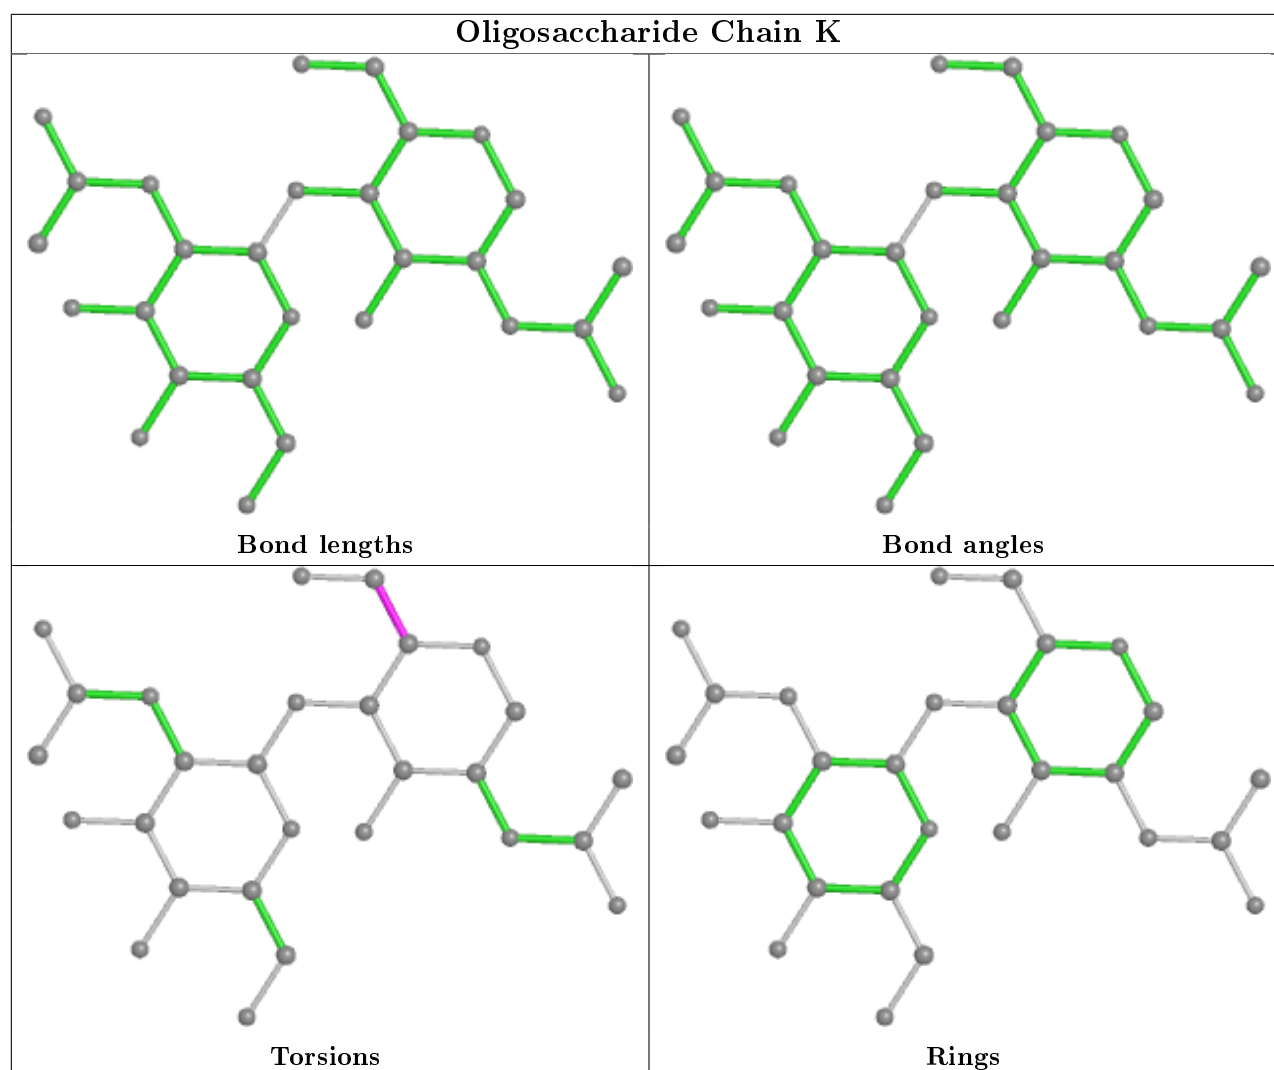 Oligosaccharide Chain K
Bond lengths
Bond angles
Torsions
Rings